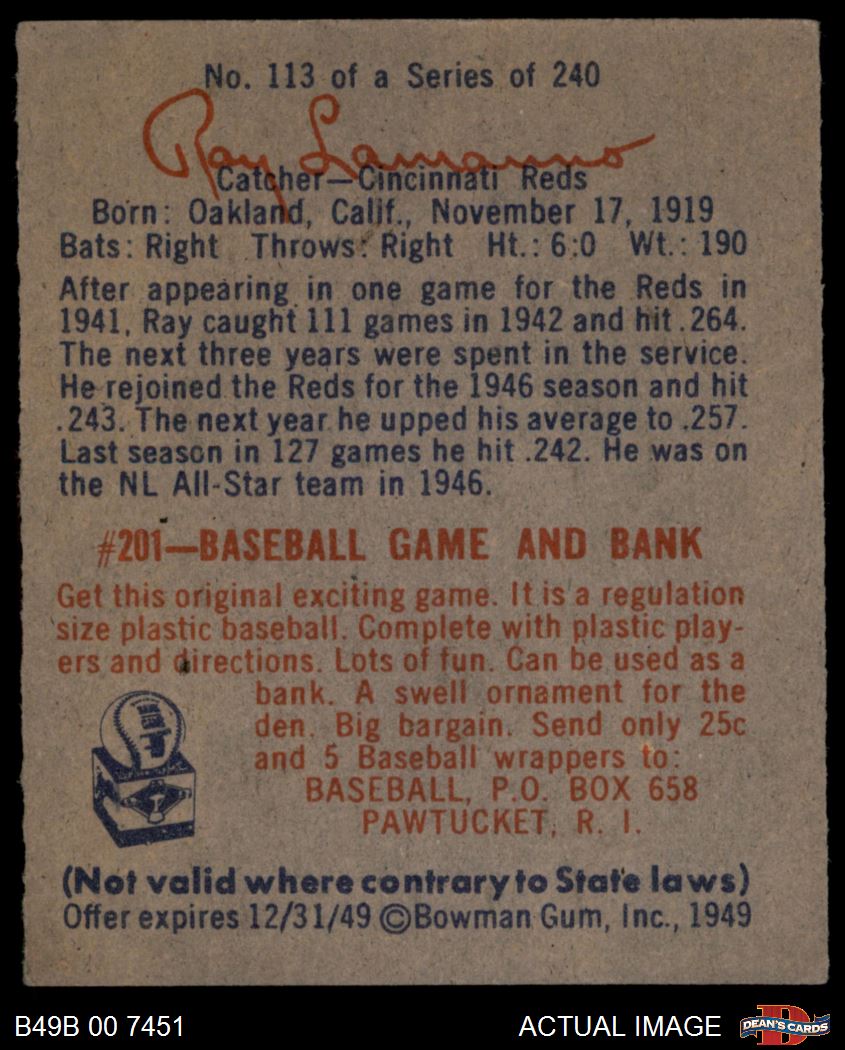 No. 113 of a Series of 240
Ray Lamanno
Catcher—Cincinnati Reds
Born: Oakland, Calif., November 17, 1919
Bats: Right Throws: Right Ht.: 6:0 Wt.: 190
After appearing in one game for the Reds in
1941, Ray caught 111 games in 1942 and hit .264.
The next three years were spent in the service.
He rejoined the Reds for the 1946 season and hit
.243. The next year he upped his average to .257.
Last season in 127 games he hit .242. He was on
the NL All-Star team in 1946.
#201—BASEBALL GAME AND BANK
Get this original exciting game. It is a regulation
size plastic baseball. Complete with plastic play-
ers and directions. Lots of fun. Can be used as a
bank. A swell ornament for the
den. Big bargain. Send only 25c
and 5 Baseball wrappers to:
BASEBALL, P.O. BOX 658
PAWTUCKET, R. I.
(Not valid where contrary to State laws)
Offer expires 12/31/49 ©Bowman Gum, Inc., 1949
B49B 00 7451
ACTUAL IMAGE
D
DEAN'S CARDS